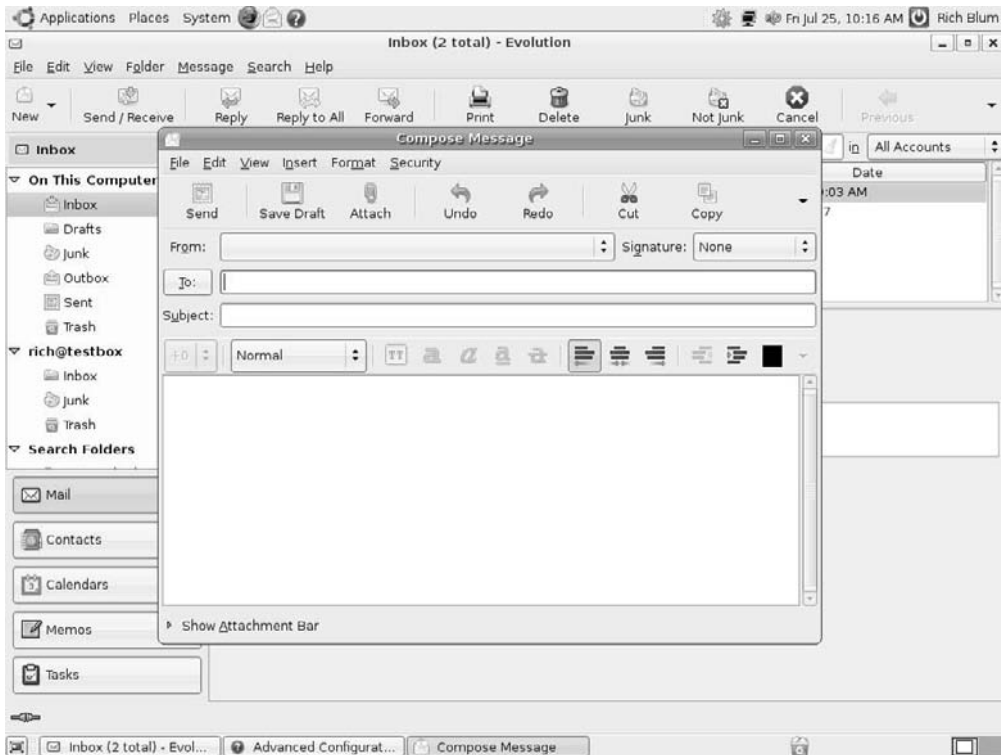 Applications Places System Fri Jul 25, 10:16 AM Rich Blum
Inbox (2 total) - Evolution
File Edit View Folder Message Search Help
New Send / Receive Reply Reply to All Forward Print Delete Junk Not Junk Cancel Previous
Inbox in All Accounts
Date
:03 AM
7
On This Computer
Inbox
Drafts
Junk
Outbox
Sent
Trash
rich@testbox
Inbox
Junk
Trash
Search Folders
Mail
Contacts
Calendars
Memos
Tasks
Compose Message
File Edit View Insert Format Security
Send Save Draft Attach Undo Redo Cut Copy
From: Signature: None
To:
Subject:
+0 Normal TT a a a a
Show Attachment Bar
Inbox (2 total) - Evol... Advanced Configurat... Compose Message